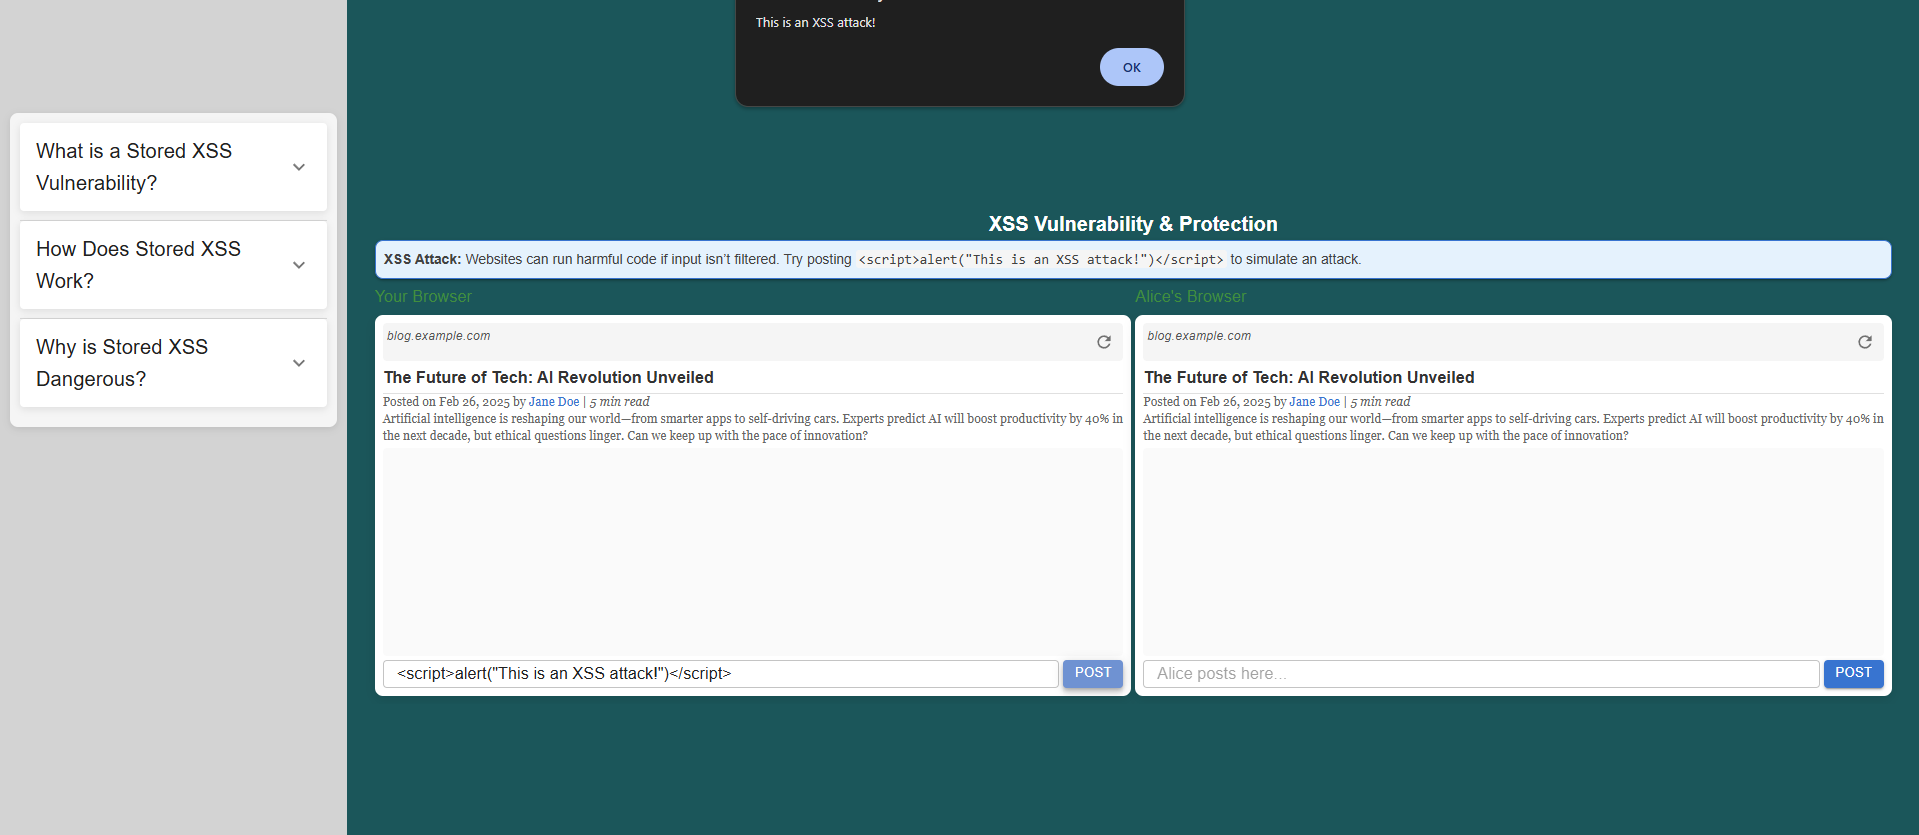 This is an XSS attack!
OK
What is a Stored XSS
Vulnerability?
How Does Stored XSS
Work?
Why is Stored XSS
Dangerous?
XSS Vulnerability & Protection
XSS Attack: Websites can run harmful code if input isn't filtered. Try posting <script>alert("This is an XSS attack!")</script> to simulate an attack.
Your Browser
blog.example.com
The Future of Tech: AI Revolution Unveiled
Posted on Feb 26, 2025 by Jane Doe | 5 min read
Artificial intelligence is reshaping our world—from smarter apps to self-driving cars. Experts predict AI will boost productivity by 40% in
the next decade, but ethical questions linger. Can we keep up with the pace of innovation?
<script>alert("This is an XSS attack!")</script>
POST
Alice's Browser
blog.example.com
The Future of Tech: AI Revolution Unveiled
Posted on Feb 26, 2025 by Jane Doe | 5 min read
Artificial intelligence is reshaping our world—from smarter apps to self-driving cars. Experts predict AI will boost productivity by 40% in
the next decade, but ethical questions linger. Can we keep up with the pace of innovation?
Alice posts here...
POST